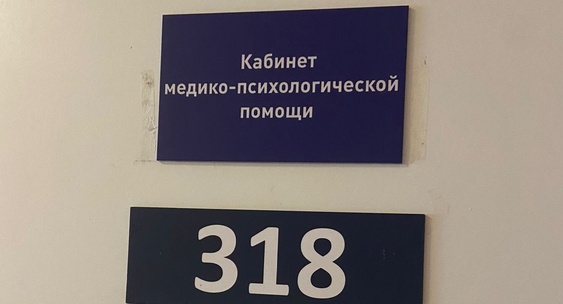 Кабинет
медико-психологической
помощи
318